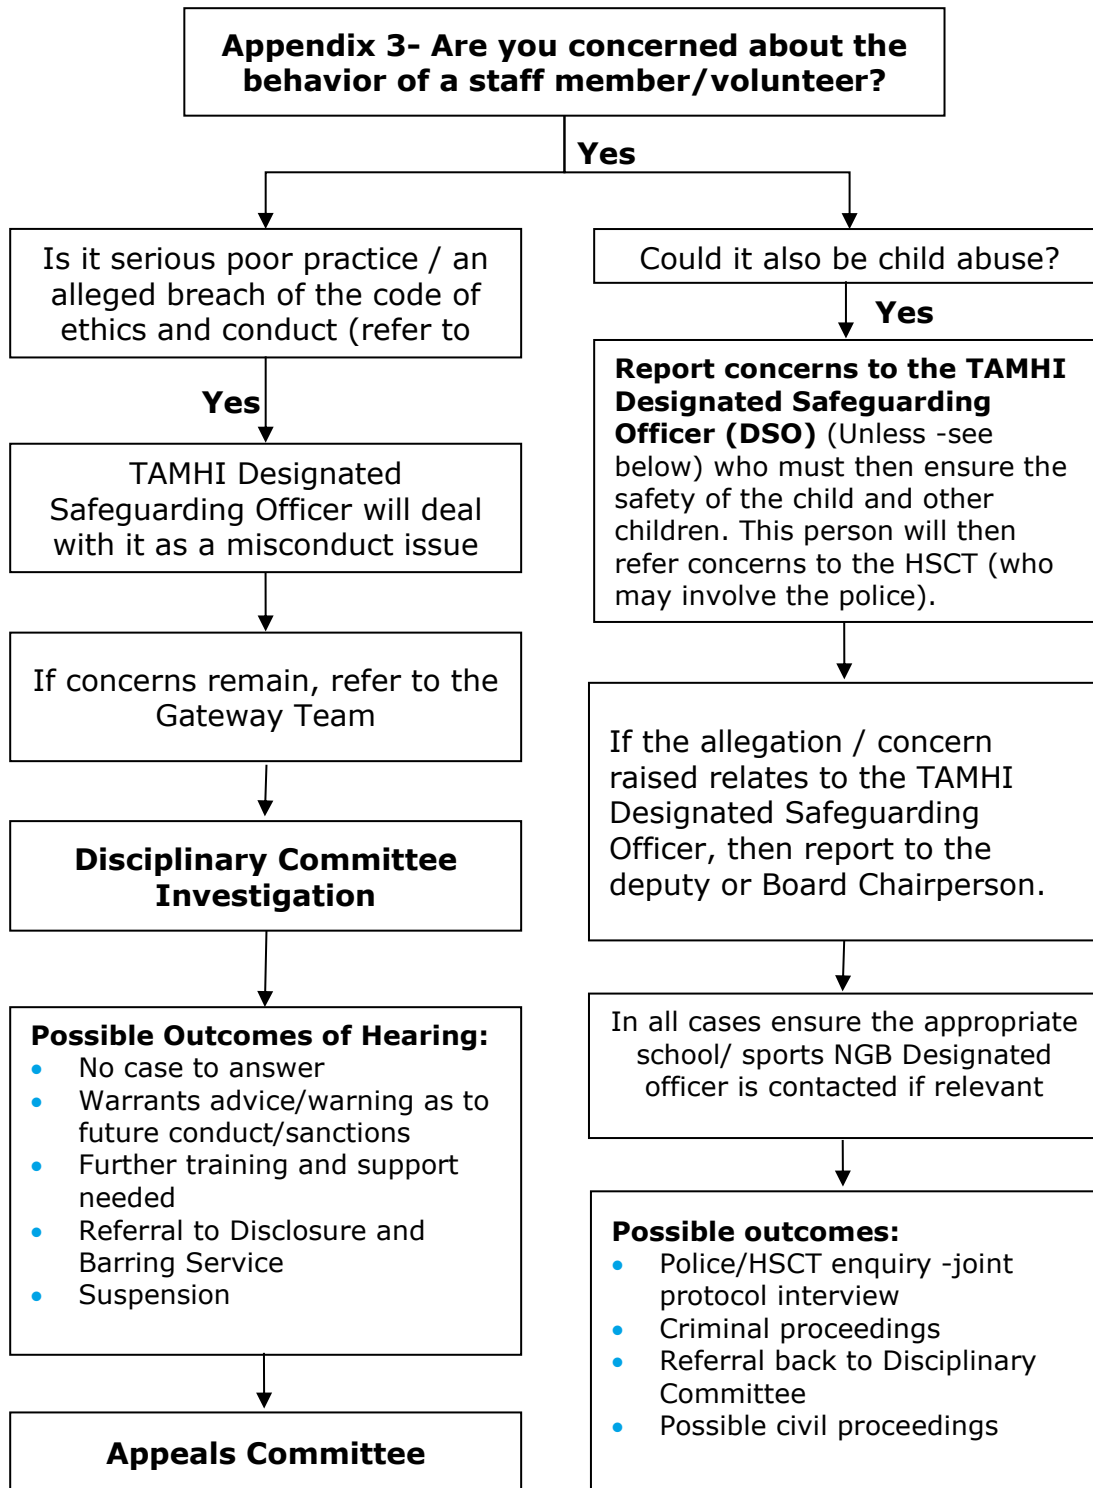 Appendix 3- Are you concerned about the
behavior of a staff member/volunteer?
Yes
Is it serious poor practice / an
alleged breach of the code of
ethics and conduct (refer to
Yes
TAMHI Designated
Safeguarding Officer will deal
with it as a misconduct issue
If concerns remain, refer to the
Gateway Team
Disciplinary Committee
Investigation
Possible Outcomes of Hearing:
• No case to answer
• Warrants advice/warning as to
future conduct/sanctions
• Further training and support
needed
• Referral to Disclosure and
Barring Service
• Suspension
Appeals Committee
Could it also be child abuse?
Yes
Report concerns to the TAMHI
Designated Safeguarding
Officer (DSO) (Unless -see
below) who must then ensure the
safety of the child and other
children. This person will then
refer concerns to the HSCT (who
may involve the police).
If the allegation / concern
raised relates to the TAMHI
Designated Safeguarding
Officer, then report to the
deputy or Board Chairperson.
In all cases ensure the appropriate
school/ sports NGB Designated
officer is contacted if relevant
Possible outcomes:
• Police/HSCT enquiry -joint
protocol interview
• Criminal proceedings
• Referral back to Disciplinary
Committee
• Possible civil proceedings